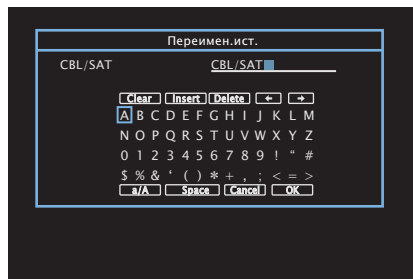 Переимен.ист.
CBL/SAT CBL/SAT
Clear Insert Delete ← →
A B C D E F G H I J K L M
N O P Q R S T U V W X Y Z
0 1 2 3 4 5 6 7 8 9 ! “ #
$ % & ‘ ( ) * + , ; < = >
a/A Space Cancel OK